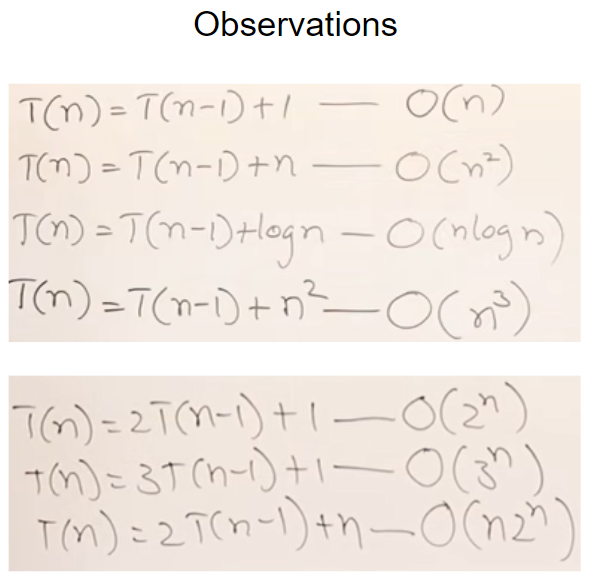 Observations
T(n) = T(n-1) + 1 — O(n)
T(n) = T(n-1) + n — O(n²)
T(n) = T(n-1) + log n — O(n log n)
T(n) = T(n-1) + n² — O(n³)
T(n) = 2T(n-1) + 1 — O(2ⁿ)
T(n) = 3T(n-1) + 1 — O(3ⁿ)
T(n) = 2T(n-1) + n — O(n2ⁿ)